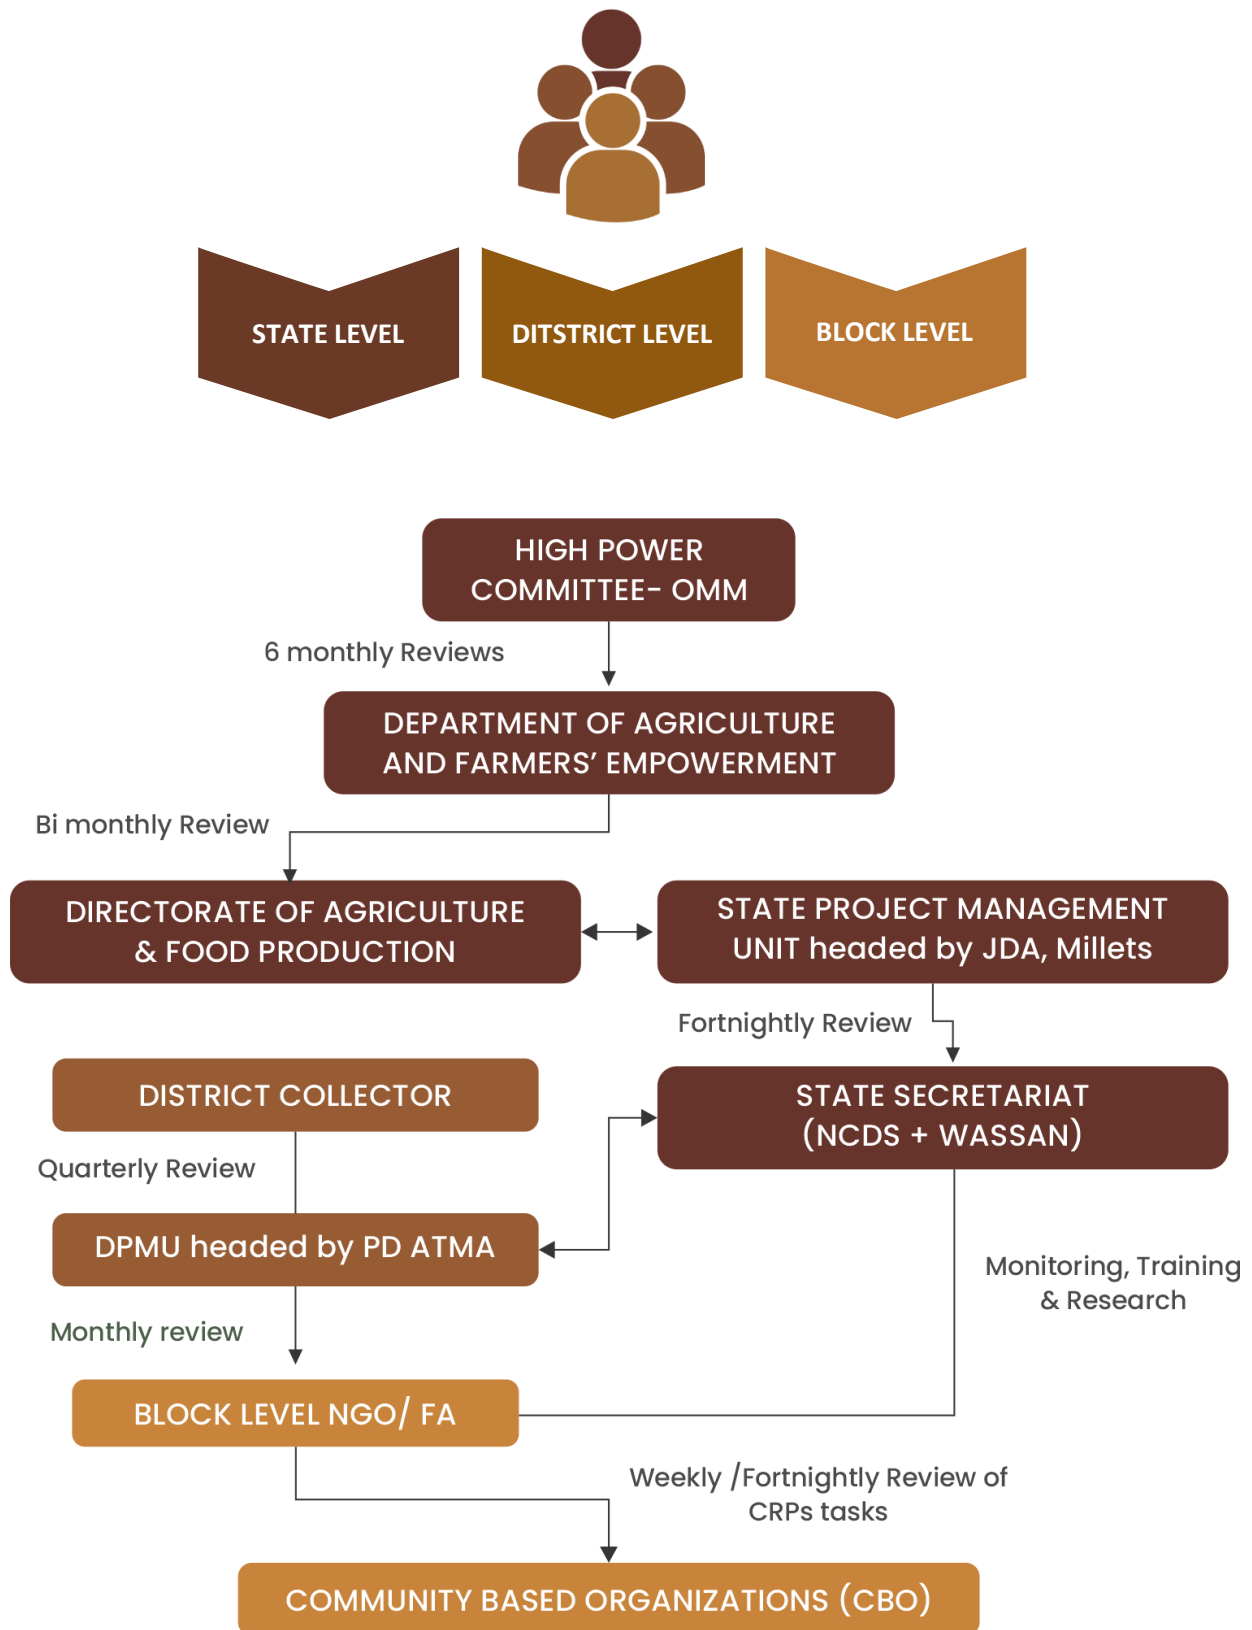 STATE LEVEL
DITSTRICT LEVEL
BLOCK LEVEL
HIGH POWER
COMMITTEE- OMM
6 monthly Reviews
DEPARTMENT OF AGRICULTURE
AND FARMERS’ EMPOWERMENT
Bi monthly Review
DIRECTORATE OF AGRICULTURE
& FOOD PRODUCTION
STATE PROJECT MANAGEMENT
UNIT headed by JDA, Millets
Fortnightly Review
DISTRICT COLLECTOR
STATE SECRETARIAT
(NCDS + WASSAN)
Quarterly Review
DPMU headed by PD ATMA
Monitoring, Training
& Research
Monthly review
BLOCK LEVEL NGO/ FA
Weekly /Fortnightly Review of
CRPs tasks
COMMUNITY BASED ORGANIZATIONS (CBO)